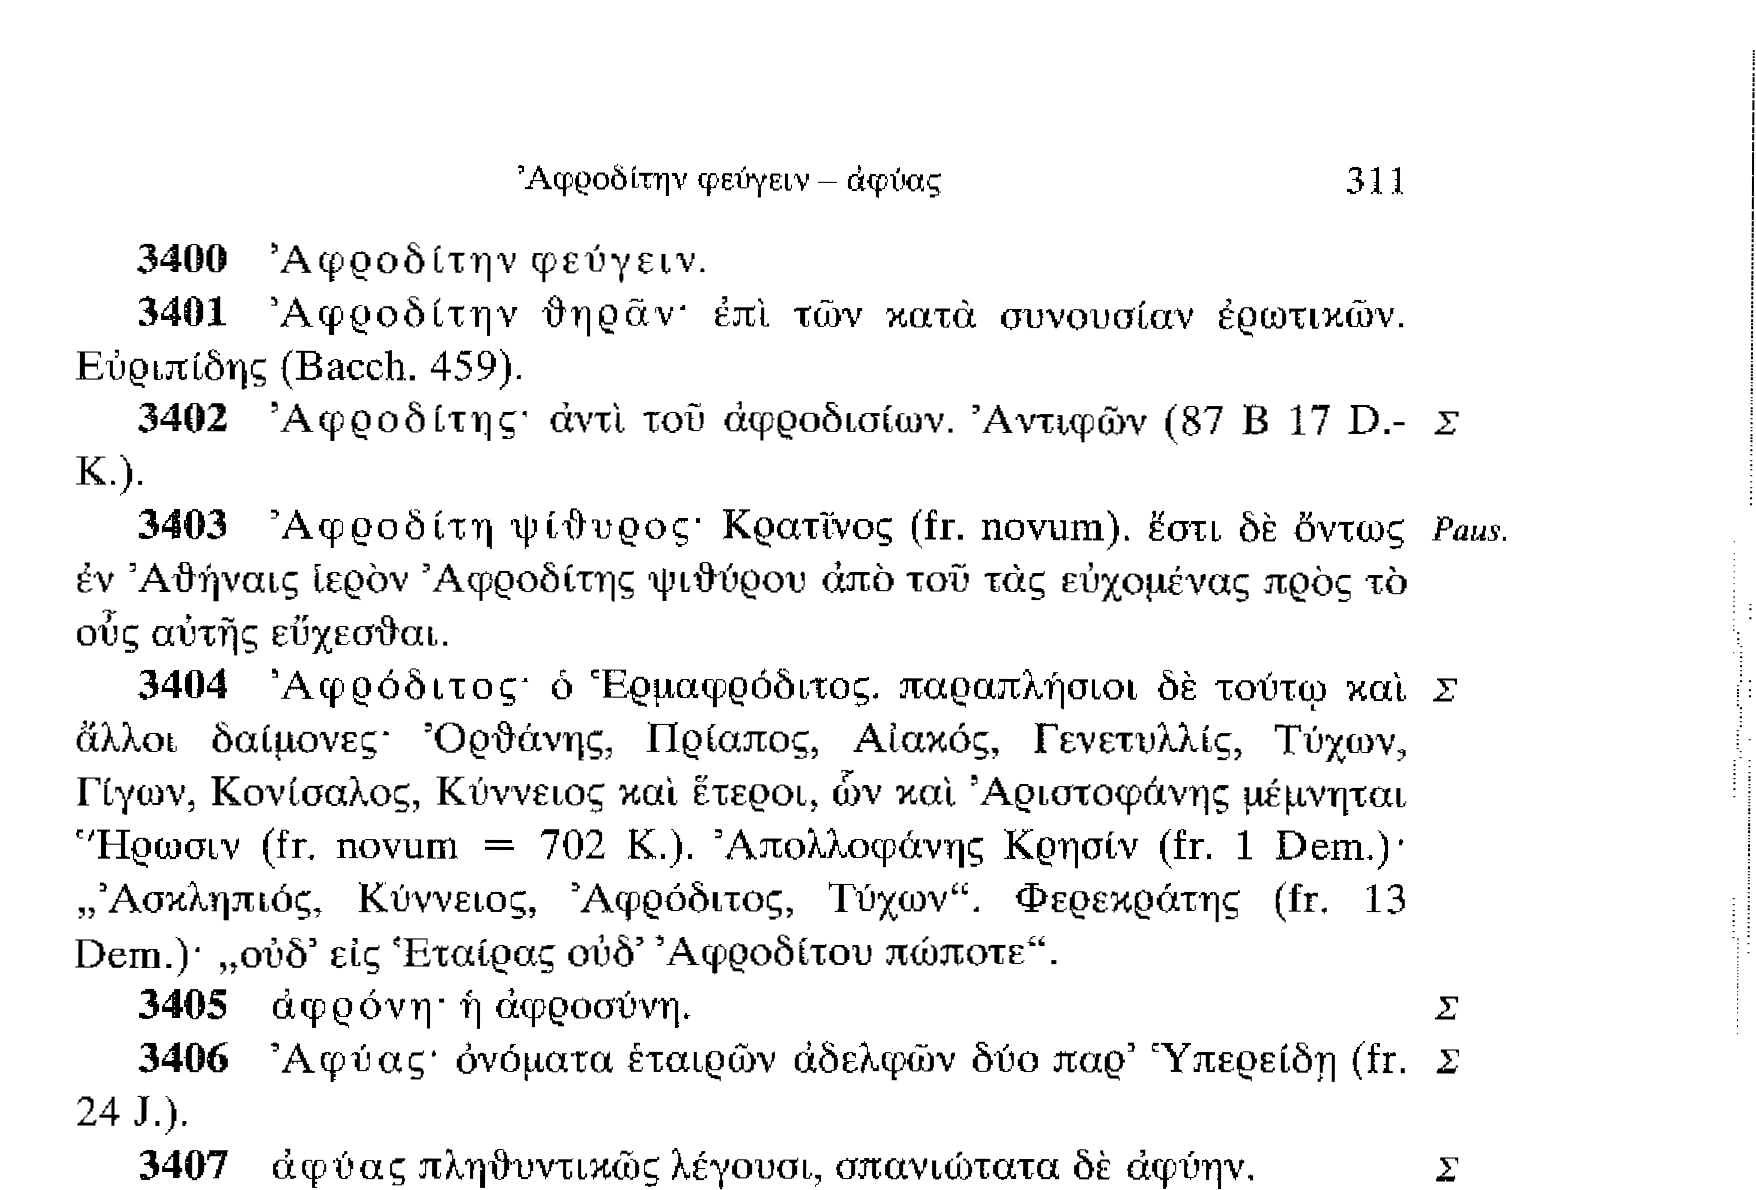 Ἀφροδίτην φεύγειν – ἀφύας 311
3400 Ἀφροδίτην φεύγειν.
3401 Ἀφροδίτην θηρᾶν· ἐπὶ τῶν κατὰ συνουσίαν ἐρωτικῶν.
Εὐριπίδης (Bacch. 459).
3402 Ἀφροδίτης· ἀντὶ τοῦ ἀφροδισίων. Ἀντιφῶν (87 B 17 D.- Σ
K.).
3403 Ἀφροδίτη ψίθυρος· Κρατῖνος (fr. novum). ἔστι δὲ ὄντως Paus.
ἐν Ἀθήναις ἱερὸν Ἀφροδίτης ψιθύρου ἀπὸ τοῦ τὰς εὐχομένας πρὸς τὸ
οὖς αὐτῆς εὔχεσθαι.
3404 Ἀφρόδιτος· ὁ Ἑρμαφρόδιτος. παραπλήσιοι δὲ τούτῳ καὶ Σ
ἄλλοι δαίμονες· Ὀρθάνης, Πρίαπος, Αἰακός, Γενετυλλίς, Τύχων,
Γίγων, Κονίσαλος, Κύννειος καὶ ἕτεροι, ὧν καὶ Ἀριστοφάνης μέμνηται
Ἥρωσιν (fr. novum = 702 K.). Ἀπολλοφάνης Κρησίν (fr. 1 Dem.)·
„Ἀσκληπιός, Κύννειος, Ἀφρόδιτος, Τύχων“. Φερεκράτης (fr. 13
Dem.)· „οὐδ’ εἰς Ἑταίρας οὐδ’ Ἀφροδίτου πώποτε“.
3405 ἀφρόνη· ἡ ἀφροσύνη. Σ
3406 Ἀφύας· ὀνόματα ἑταιρῶν ἀδελφῶν δύο παρ’ Ὑπερείδῃ (fr. Σ
24 J.).
3407 ἀφύας πληθυντικῶς λέγουσι, σπανιώτατα δὲ ἀφύην. Σ